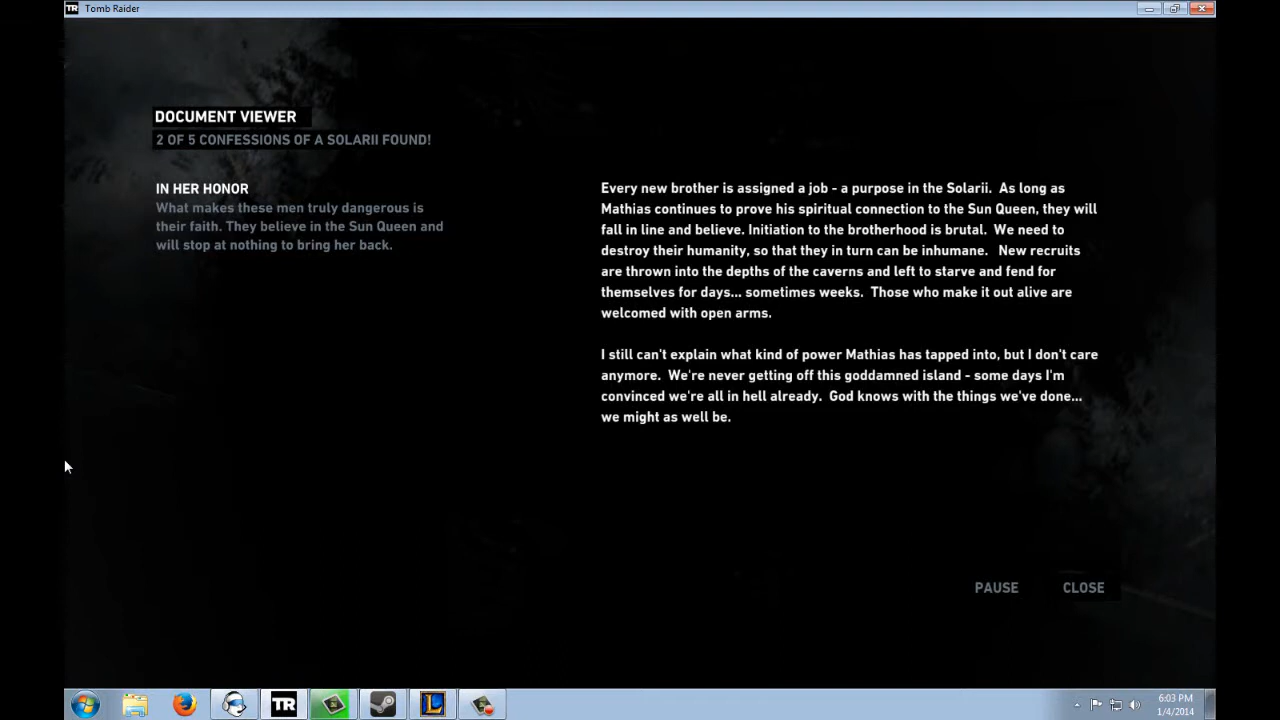 TR Tomb Raider
DOCUMENT VIEWER
2 OF 5 CONFESSIONS OF A SOLARII FOUND!
IN HER HONOR
What makes these men truly dangerous is
their faith. They believe in the Sun Queen and
will stop at nothing to bring her back.
Every new brother is assigned a job - a purpose in the Solarii. As long as
Mathias continues to prove his spiritual connection to the Sun Queen, they will
fall in line and believe. Initiation to the brotherhood is brutal. We need to
destroy their humanity, so that they in turn can be inhumane. New recruits
are thrown into the depths of the caverns and left to starve and fend for
themselves for days... sometimes weeks. Those who make it out alive are
welcomed with open arms.
I still can't explain what kind of power Mathias has tapped into, but I don't care
anymore. We're never getting off this goddamned island - some days I'm
convinced we're all in hell already. God knows with the things we've done...
we might as well be.
PAUSE CLOSE
TR L
6:03 PM
1/4/2014